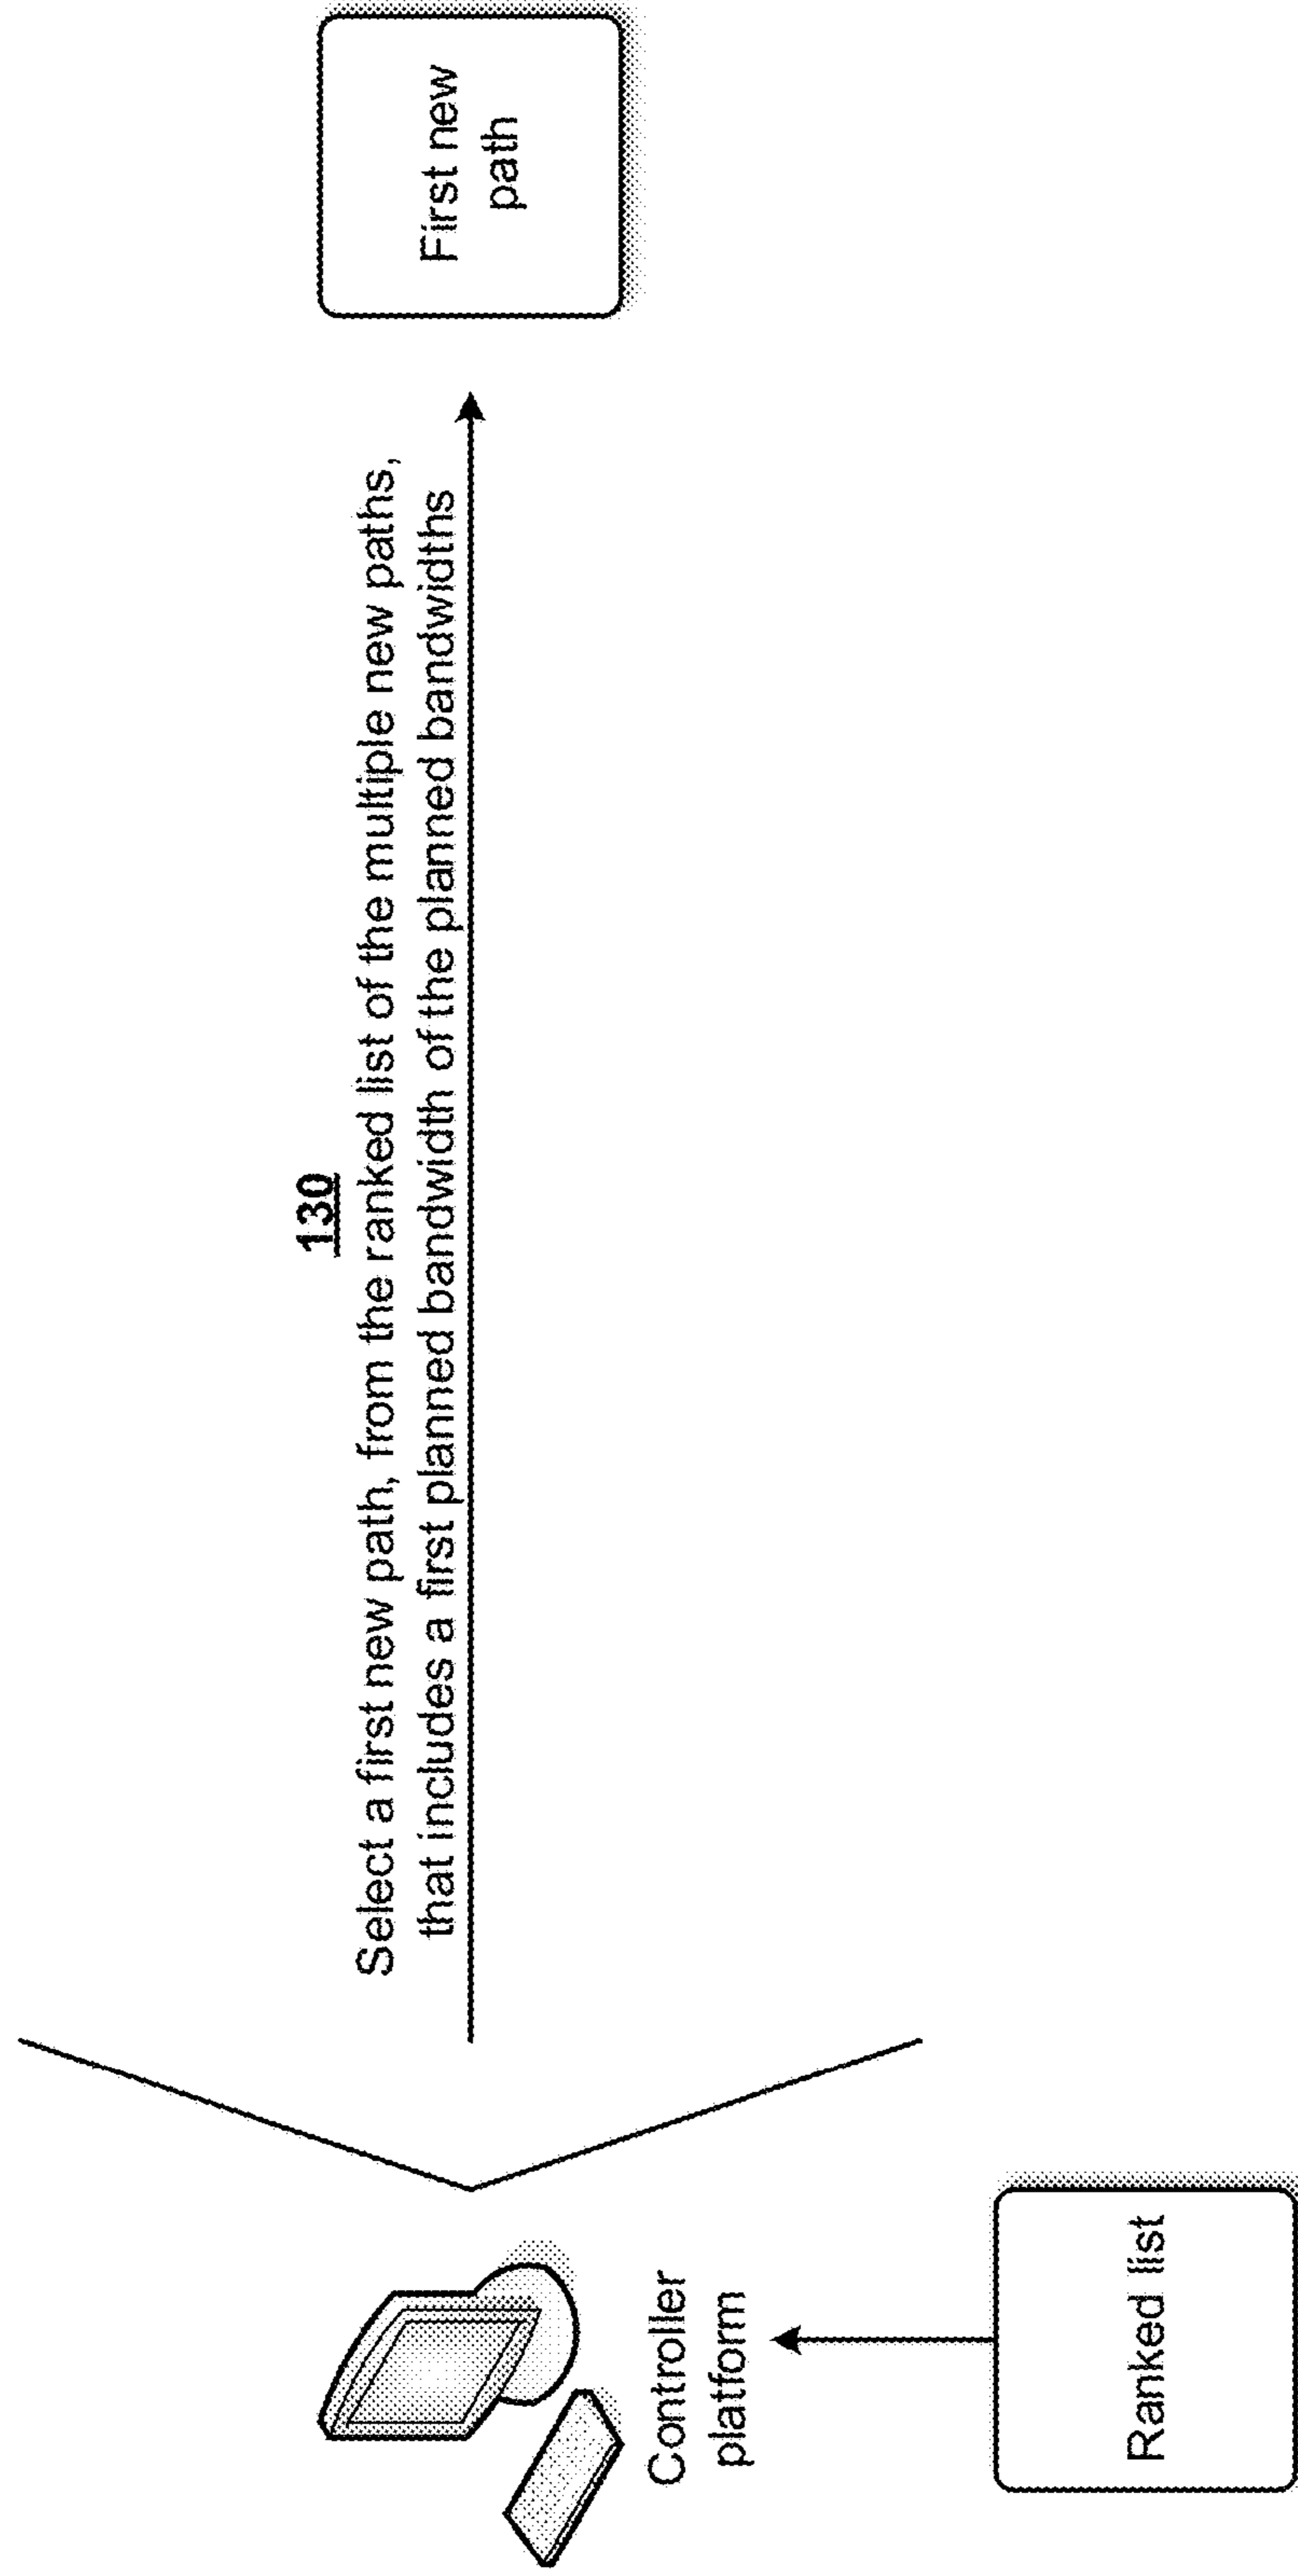 130
Select a first new path, from the ranked list of the multiple new paths,
that includes a first planned bandwidth of the planned bandwidths
First new
path
Controller
platform
Ranked list